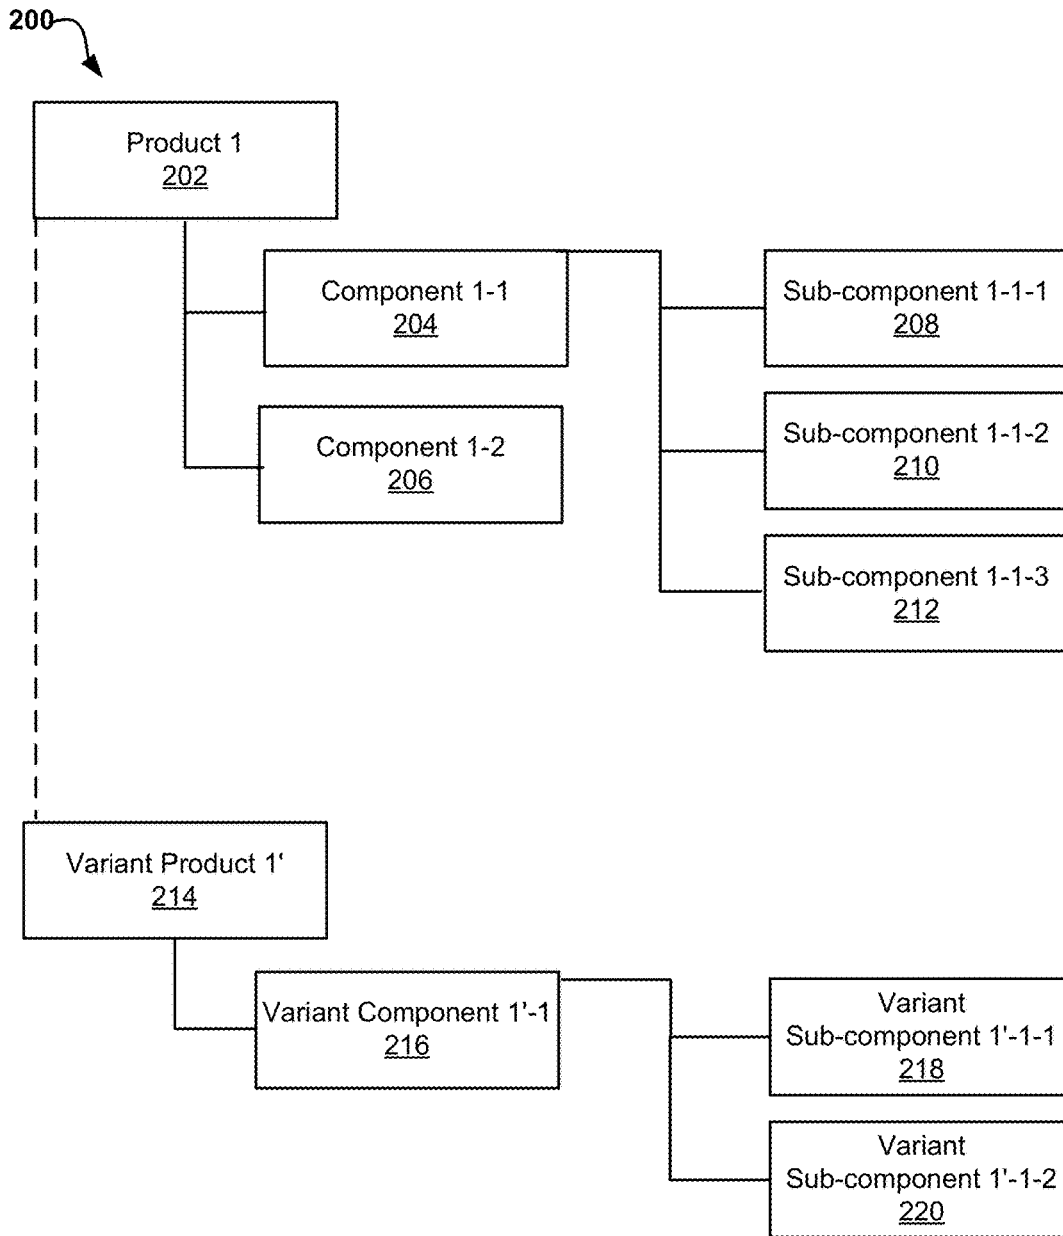 200
Product 1
202
Component 1-1
204
Sub-component 1-1-1
208
Component 1-2
206
Sub-component 1-1-2
210
Sub-component 1-1-3
212
Variant Product 1'
214
Variant Component 1'-1
216
Variant
Sub-component 1'-1-1
218
Variant
Sub-component 1'-1-2
220